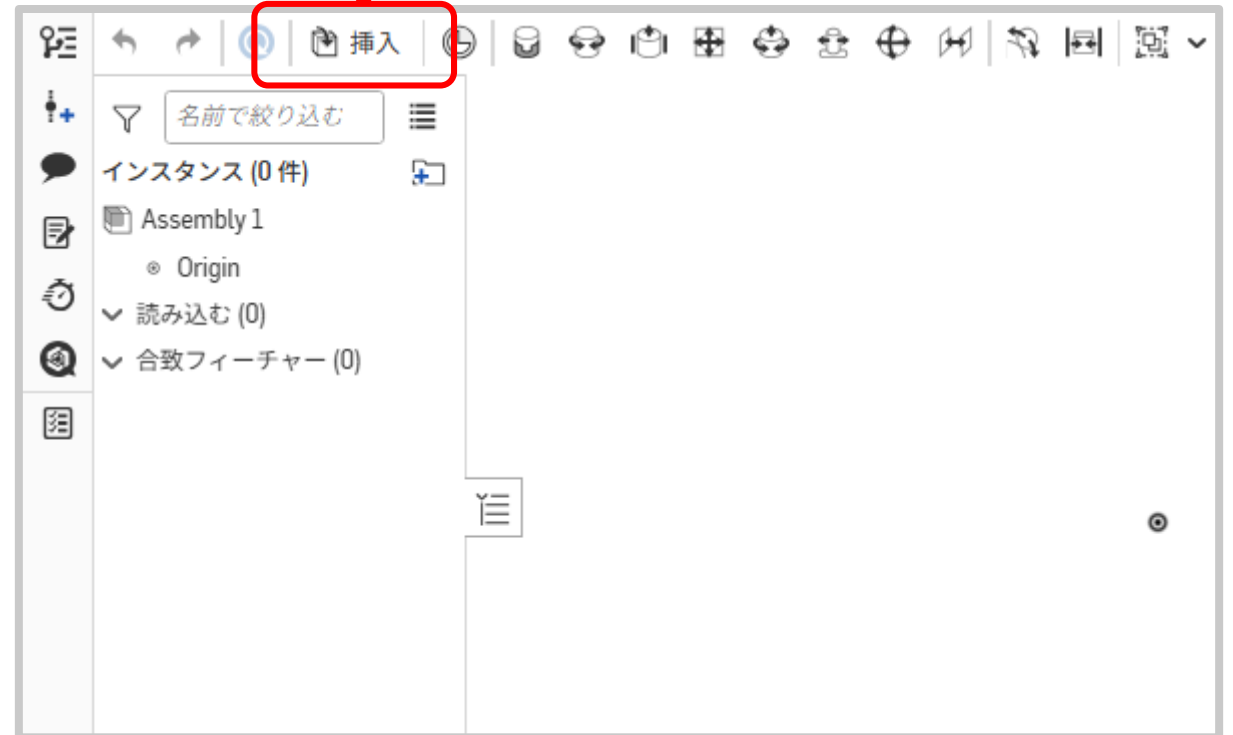 挿入
名前で絞り込む
インスタンス (0 件)
Assembly 1
Origin
読み込む (0)
合致フィーチャー (0)